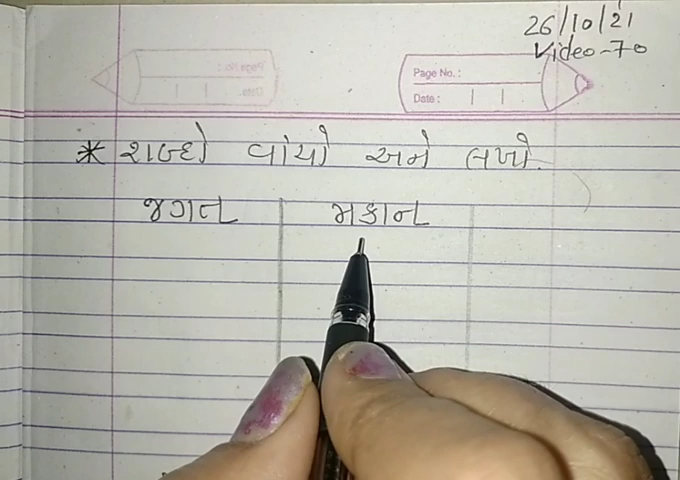 26/10/21
Video-70
Page No. :
Date :
* શબ્દો વાંચો અને લખો.
જગત મકાન